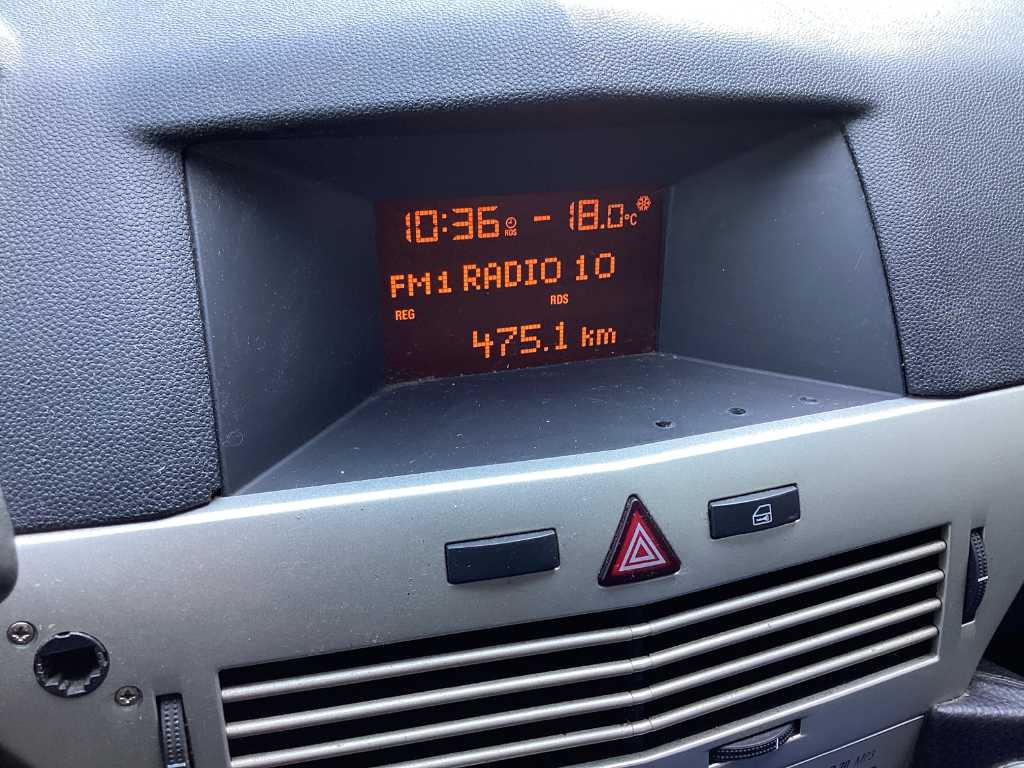 10:36 RDS -18.0°C
FM1 RADIO 10
REG RDS
475.1 km